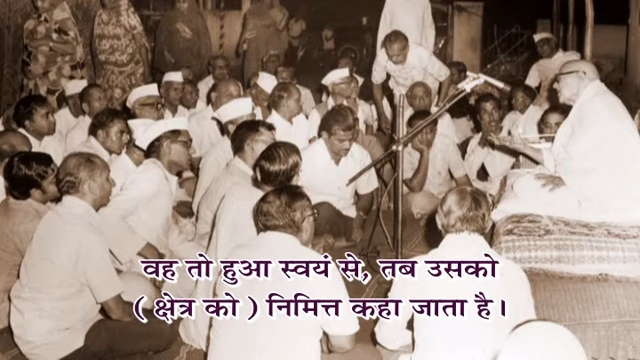 वह तो हुआ स्वयं से, तब उसको
( क्षेत्र को ) निमित्त कहा जाता है।